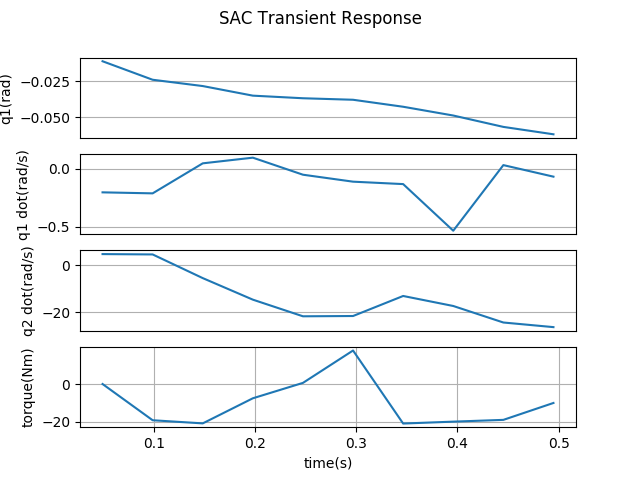 SAC Transient Response
q1(rad)
−0.025
−0.050
q1 dot(rad/s)
0.0
−0.5
q2 dot(rad/s)
0
−20
torque(Nm)
0
−20
0.1 0.2 0.3 0.4 0.5
time(s)